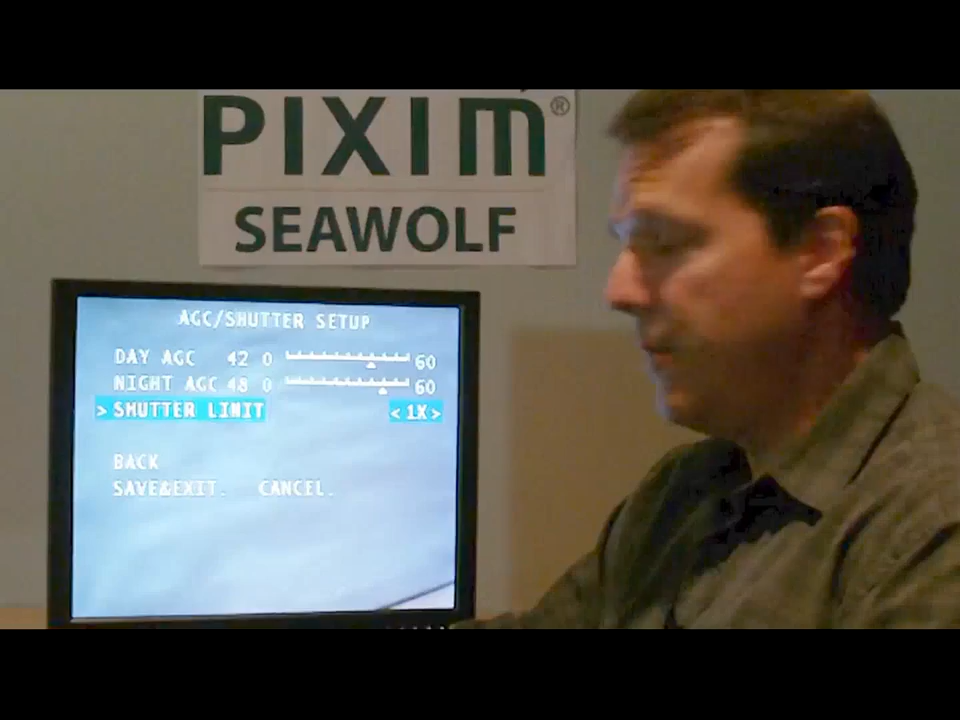 PIXIM®
SEAWOLF
AGC/SHUTTER SETUP
DAY AGC 42 0 60
NIGHT AGC 48 0 60
> SHUTTER LIMIT < 1X >
BACK
SAVE&EXIT. CANCEL.